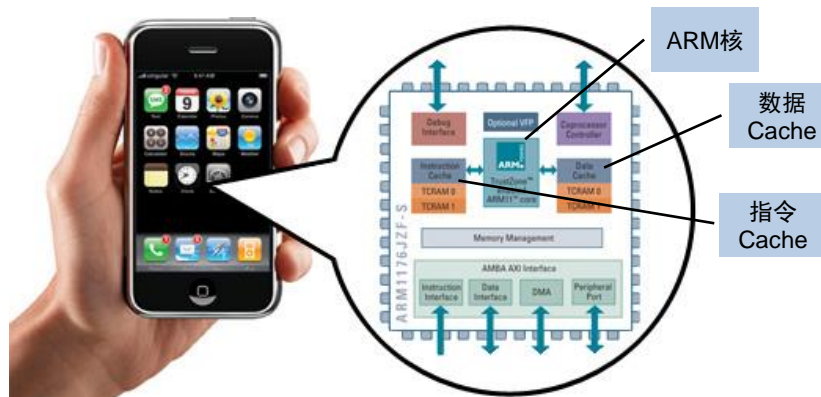 ARM核
数据
Cache
指令
Cache
9
Debug
Interface
Optional VFP
Coprocessor
Controller
ARM
Instruction
Cache
TCRAM 0
TCRAM 1
TrustZone™
ARM11™ core
Data
Cache
TCRAM 0
TCRAM 1
Memory Management
ARM1176JZF-S
AMBA AXI Interface
Instruction
Interface
Data
Interface
DMA
Peripheral
Port